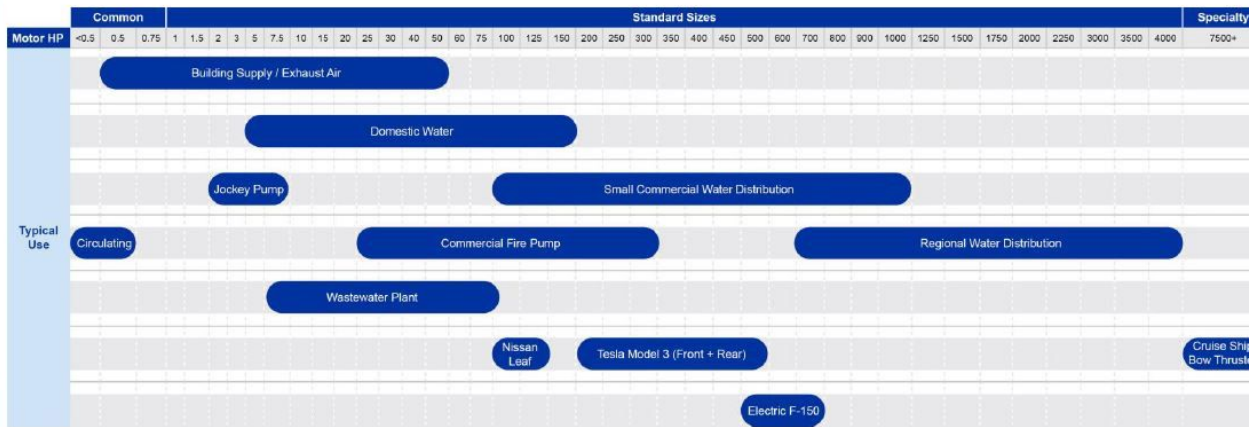 Common Standard Sizes Specialty
Motor HP <0.5 0.5 0.75 1 1.5 2 3 5 7.5 10 15 20 25 30 40 50 60 75 100 125 150 200 250 300 350 400 450 500 600 700 800 900 1000 1250 1500 1750 2000 2250 3000 3500 4000 7500+
Building Supply / Exhaust Air
Domestic Water
Jockey Pump Small Commercial Water Distribution
Typical
Use
Circulating Commercial Fire Pump Regional Water Distribution
Wastewater Plant
Nissan
Leaf
Tesla Model 3 (Front + Rear)
Cruise Ship
Bow Thruste
Electric F-150